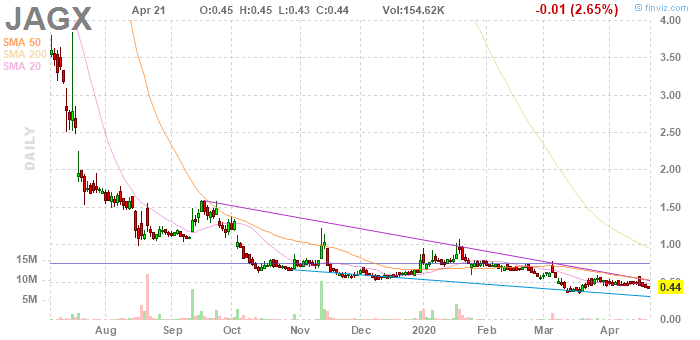 JAGX Apr 21 O:0.45 H:0.45 L:0.43 C:0.44 Vol:154.62K -0.01 (2.65%) © finviz.com
SMA 50
SMA 200
SMA 20
DAILY
4.00
3.50
3.00
2.50
2.00
1.50
1.00
0.50
0.44
0.00
15M
10M
5M
Aug Sep Oct Nov Dec 2020 Feb Mar Apr